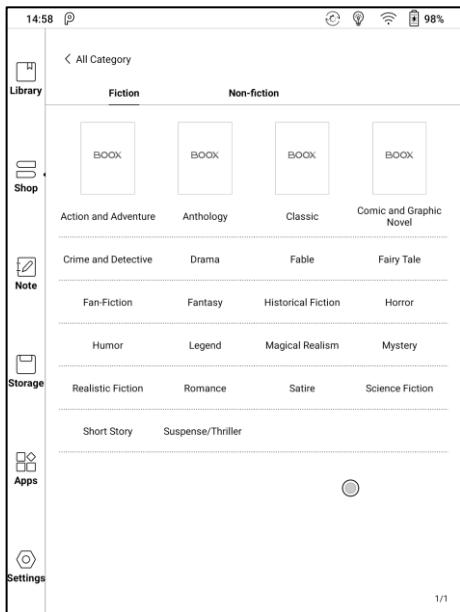 14:58
98%
All Category
Fiction Non-fiction
Library
Shop
Note
Storage
Apps
Settings
BOOX BOOX BOOX BOOX
Action and Adventure Anthology Classic Comic and Graphic
Novel
Crime and Detective Drama Fable Fairy Tale
Fan-Fiction Fantasy Historical Fiction Horror
Humor Legend Magical Realism Mystery
Realistic Fiction Romance Satire Science Fiction
Short Story Suspense/Thriller
1/1